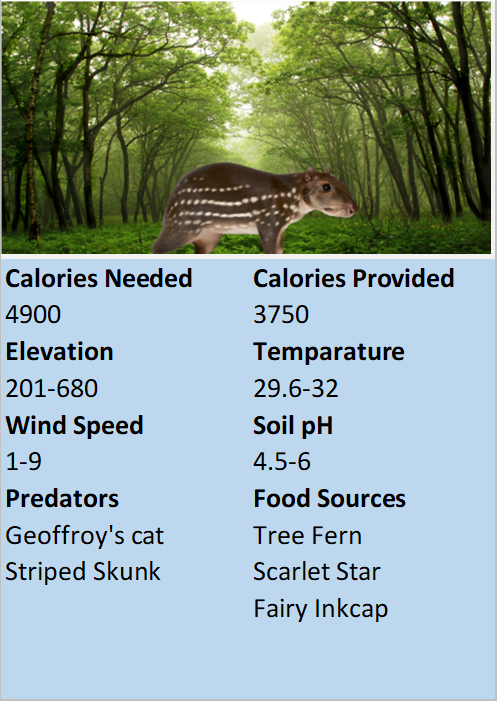 Calories Needed Calories Provided
4900 3750
Elevation Temparature
201-680 29.6-32
Wind Speed Soil pH
1-9 4.5-6
Predators Food Sources
Geoffroy's cat Tree Fern
Striped Skunk Scarlet Star
Fairy Inkcap